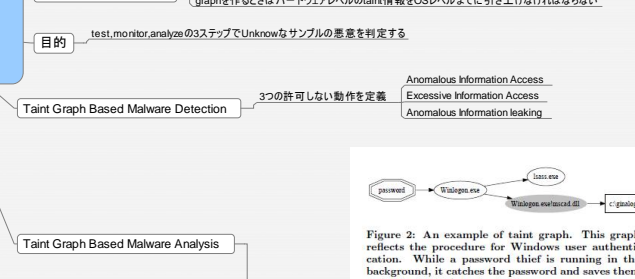 graphを作るときはハードウェアレベルのtaint情報をOSレベルまでに引き上げなければならない
目的
test,monitor,analyzeの3ステップでUnknowなサンプルの悪意を判定する
Taint Graph Based Malware Detection
3つの許可しない動作を定義
Anomalous Information Access
Excessive Information Access
Anomalous Information leaking
password
Winlogon.exe
lsass.exe
Winlogon.exe\mscad.dll
c:\ginalog
Figure 2: An example of taint graph. This graph
reflects the procedure for Windows user authenti
cation. While a password thief is running in th
background, it catches the password and saves them
Taint Graph Based Malware Analysis